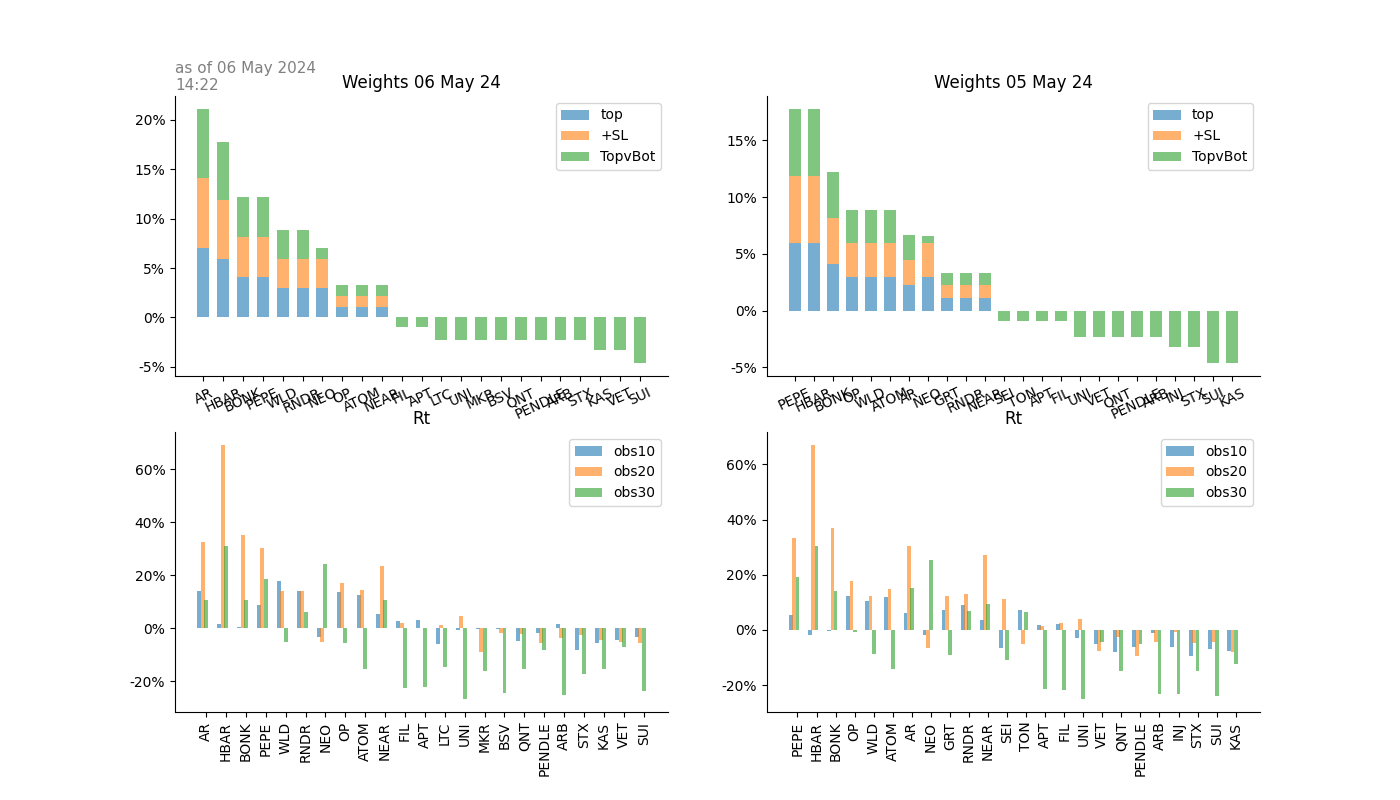 as of 06 May 2024
14:22
Weights 06 May 24
20%
15%
10%
5%
0%
-5%
top
+SL
TopvBot
AR HBAR BONK PEPE WLD RNDR NEO OP ATOM NEAR FIL APT LTC UNI MKR BSV QNT PENDLE ARB STX KAS VET SUI
Weights 05 May 24
15%
10%
5%
0%
-5%
top
+SL
TopvBot
PEPE HBAR BONK OP WLD ATOM AR NEO GRT RNDR NEAR SEI TON APT FIL UNI VET QNT PENDLE ARB INJ STX SUI KAS
Rt
60%
40%
20%
0%
-20%
obs10
obs20
obs30
AR HBAR BONK PEPE WLD RNDR NEO OP ATOM NEAR FIL APT LTC UNI MKR BSV QNT PENDLE ARB STX KAS VET SUI
Rt
60%
40%
20%
0%
-20%
obs10
obs20
obs30
PEPE HBAR BONK OP WLD ATOM AR NEO GRT RNDR NEAR SEI TON APT FIL UNI VET QNT PENDLE ARB INJ STX SUI KAS